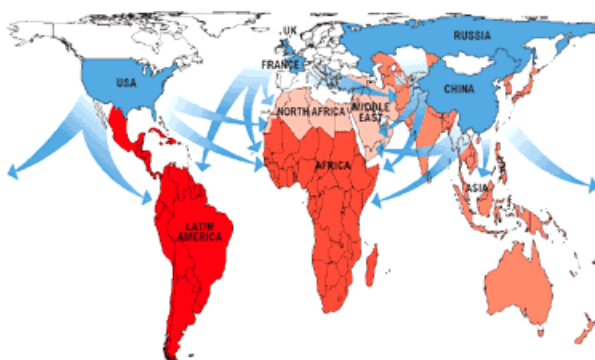 UK
RUSSIA
FRANCE
USA
CHINA
NORTH AFRICA
MIDDLE
EAST
AFRICA
ASIA
LATIN
AMERICA